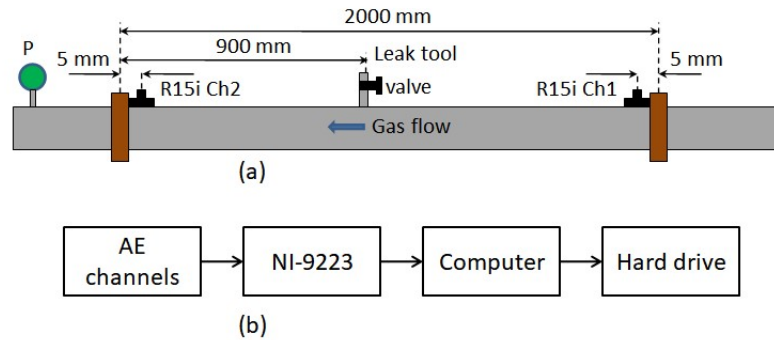 2000 mm
P
900 mm
Leak tool
5 mm
5 mm
R15i Ch2
valve
R15i Ch1
Gas flow
(a)
AE
channels
NI-9223
Computer
Hard drive
(b)